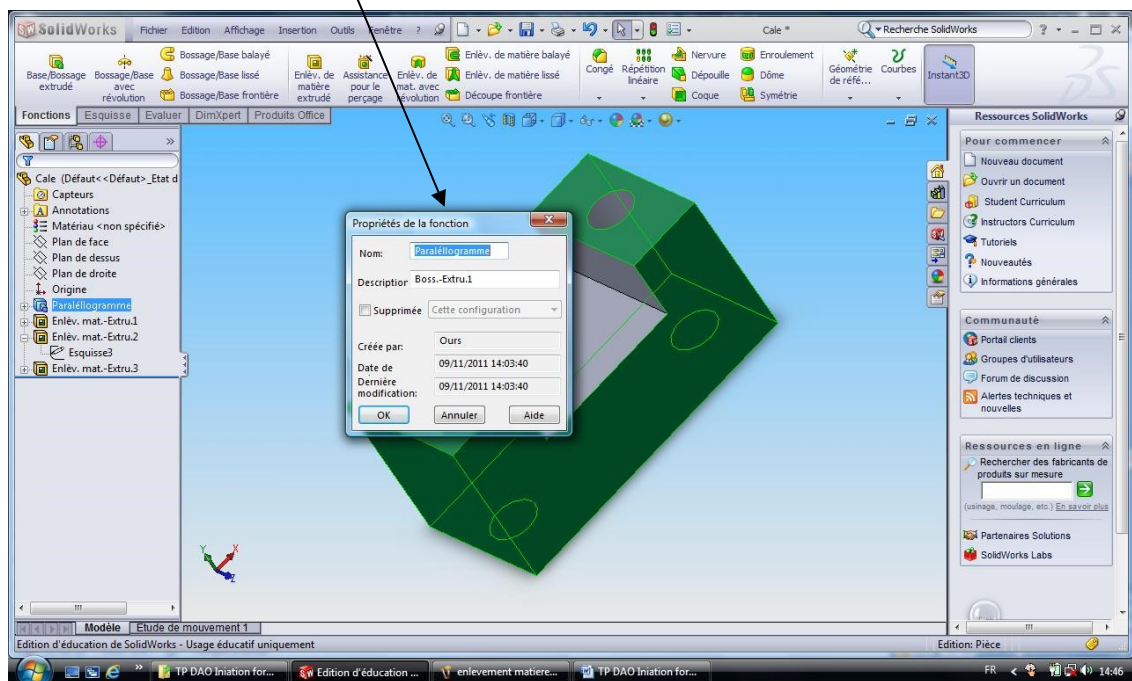 SolidWorks Fichier Edition Affichage Insertion Outils Fenêtre ? Cale * Recherche SolidWorks ?
Base/Bossage extrudé
Bossage/Base avec révolution
Bossage/Base balayé
Bossage/Base lissé
Bossage/Base frontière
Enlèv. de matière extrudé
Assistance pour le perçage
Enlèv. de mat. avec révolution
Enlèv. de matière balayé
Enlèv. de matière lissé
Découpe frontière
Congé
Répétition linéaire
Nervure
Dépouille
Coque
Enroulement
Dôme
Symétrie
Géométrie de réfé...
Courbes
Instant3D
Fonctions Esquisse Evaluer DimXpert Produits Office
Cale (Défaut<<Défaut>_Etat d
Capteurs
Annotations
Matériau <non spécifié>
Plan de face
Plan de dessus
Plan de droite
Origine
Paraléllogramme
Enlèv. mat.-Extru.1
Enlèv. mat.-Extru.2
Esquisse3
Enlèv. mat.-Extru.3
Propriétés de la fonction
Nom: Paraléllogramme
Description Boss.-Extru.1
Supprimée Cette configuration
Créée par: Ours
Date de 09/11/2011 14:03:40
Dernière modification: 09/11/2011 14:03:40
OK Annuler Aide
Y X
Z
Ressources SolidWorks
Pour commencer
Nouveau document
Ouvrir un document
Student Curriculum
Instructors Curriculum
Tutoriels
Nouveautés
Informations générales
Communauté
Portail clients
Groupes d'utilisateurs
Forum de discussion
Alertes techniques et
nouvelles
Ressources en ligne
Rechercher des fabricants de
produits sur mesure
(usinage, moulage, etc.) En savoir plus
Partenaires Solutions
SolidWorks Labs
Modèle Etude de mouvement 1
Edition d'éducation de SolidWorks - Usage éducatif uniquement Edition: Pièce
TP DAO Iniation for... Edition d'éducation ... enlevement matiere... TP DAO Iniation for... FR 14:46